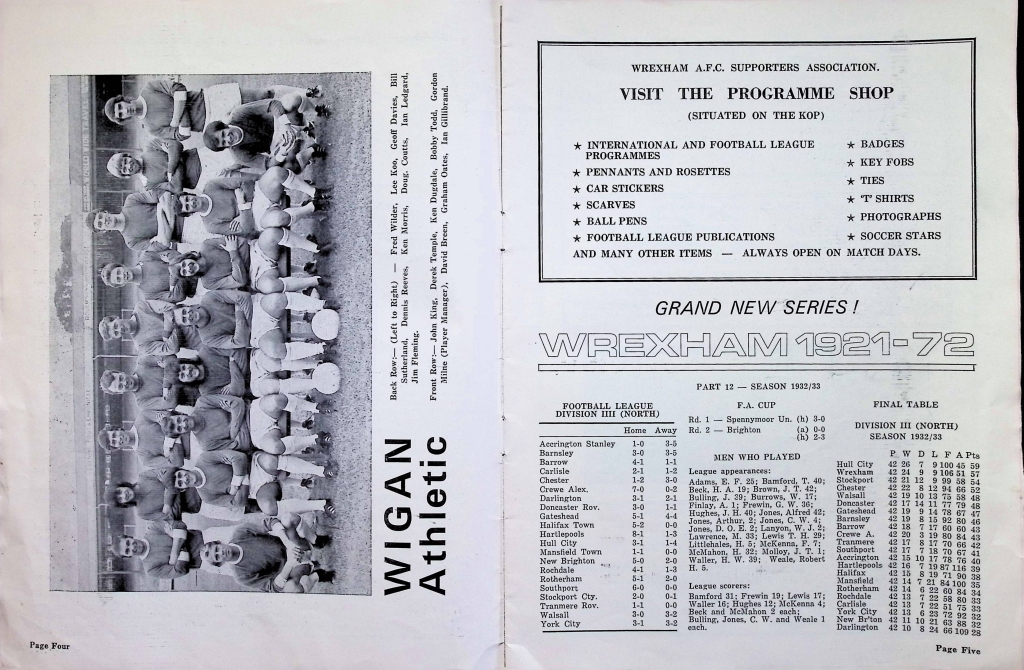 WIGAN
Athletic
Back Row:— (Left to Right) — Fred Wilder, Lee Koo, Geoff Davies, Bill
Sutherland, Dennis Reeves, Ken Morris, Doug. Coutts, Ian Ledgard,
Jim Fleming.
Front Row:— John King, Derek Temple, Ken Dugdale, Bobby Todd, Gordon
Milne (Player Manager), David Breen, Graham Oates, Ian Gillibrand.
Page Four
WREXHAM A.F.C. SUPPORTERS ASSOCIATION.
VISIT THE PROGRAMME SHOP
(SITUATED ON THE KOP)
★ INTERNATIONAL AND FOOTBALL LEAGUE
PROGRAMMES
★ PENNANTS AND ROSETTES
★ CAR STICKERS
★ SCARVES
★ BALL PENS
★ FOOTBALL LEAGUE PUBLICATIONS
★ BADGES
★ KEY FOBS
★ TIES
★ 'T' SHIRTS
★ PHOTOGRAPHS
★ SOCCER STARS
AND MANY OTHER ITEMS — ALWAYS OPEN ON MATCH DAYS.
GRAND NEW SERIES !
WREXHAM 1921-72
PART 12 — SEASON 1932/33
FOOTBALL LEAGUE
DIVISION IIII (NORTH)
Home Away
Accrington Stanley 1-0 3-5
Barnsley 3-0 3-5
Barrow 4-1 1-1
Carlisle 2-1 1-2
Chester 1-2 3-0
Crewe Alex. 7-0 0-2
Darlington 3-1 2-1
Doncaster Rov. 3-0 1-1
Gateshead 5-1 4-4
Halifax Town 5-2 0-0
Hartlepools 8-1 1-3
Hull City 3-1 1-4
Mansfield Town 1-1 0-0
New Brighton 5-0 2-0
Rochdale 4-1 1-3
Rotherham 5-1 2-0
Southport 6-0 0-0
Stockport Cty. 2-0 0-1
Tranmere Rov. 1-1 0-0
Walsall 3-0 3-2
York City 3-1 3-2
F.A. CUP
Rd. 1 — Spennymoor Un. (h) 3-0
Rd. 2 — Brighton (a) 0-0
(h) 2-3
MEN WHO PLAYED
League appearances:
Adams, E. F. 25; Bamford, T. 40;
Beck, H. A. 19; Brown, J. T. 42;
Bulling, J. 29; Burrows, W. 17;
Finlay, A. 1; Frewin, G. W. 36;
Hughes, J. H. 40; Jones, Alfred 42;
Jones, Arthur, 2; Jones, C. W. 4;
Jones, D. O. E. 2; Lanyon, W. J. 2;
Lawrence, M. 33; Lewis T. H. 29;
Littlehales, H. 5; McKenna, F. 7;
McMahon, H. 32; Molloy, J. T. 1;
Waller, H. W. 39; Weale, Robert
H. 5.
League scorers:
Bamford 31; Frewin 19; Lewis 17;
Waller 16; Hughes 12; McKenna 4;
Beck and McMahon 2 each;
Bulling, Jones, C. W. and Weale 1
each.
FINAL TABLE
DIVISION III (NORTH)
SEASON 1932/33
P W D L F A Pts
Hull City 42 26 7 9 100 45 59
Wrexham 42 24 9 9 106 51 57
Stockport 42 21 12 9 99 58 54
Chester 42 22 8 12 94 66 52
Walsall 42 19 10 13 75 58 48
Doncaster 42 17 14 11 77 79 48
Gateshead 42 19 9 14 78 67 47
Barnsley 42 19 8 15 92 80 46
Barrow 42 18 7 17 60 60 43
Crewe A. 42 20 3 19 80 84 43
Tranmere 42 17 8 17 70 66 42
Southport 42 17 7 18 70 67 41
Accrington 42 15 10 17 78 76 40
Hartlepools 42 16 7 19 87 116 39
Halifax 42 15 8 19 71 90 38
Mansfield 42 14 7 21 84 100 35
Rotherham 42 14 6 22 60 84 34
Rochdale 42 13 7 22 58 80 33
Carlisle 42 13 7 22 51 75 33
York City 42 13 6 23 72 92 32
New Br'ton 42 11 10 21 63 88 32
Darlington 42 10 8 24 66 109 28
Page Five